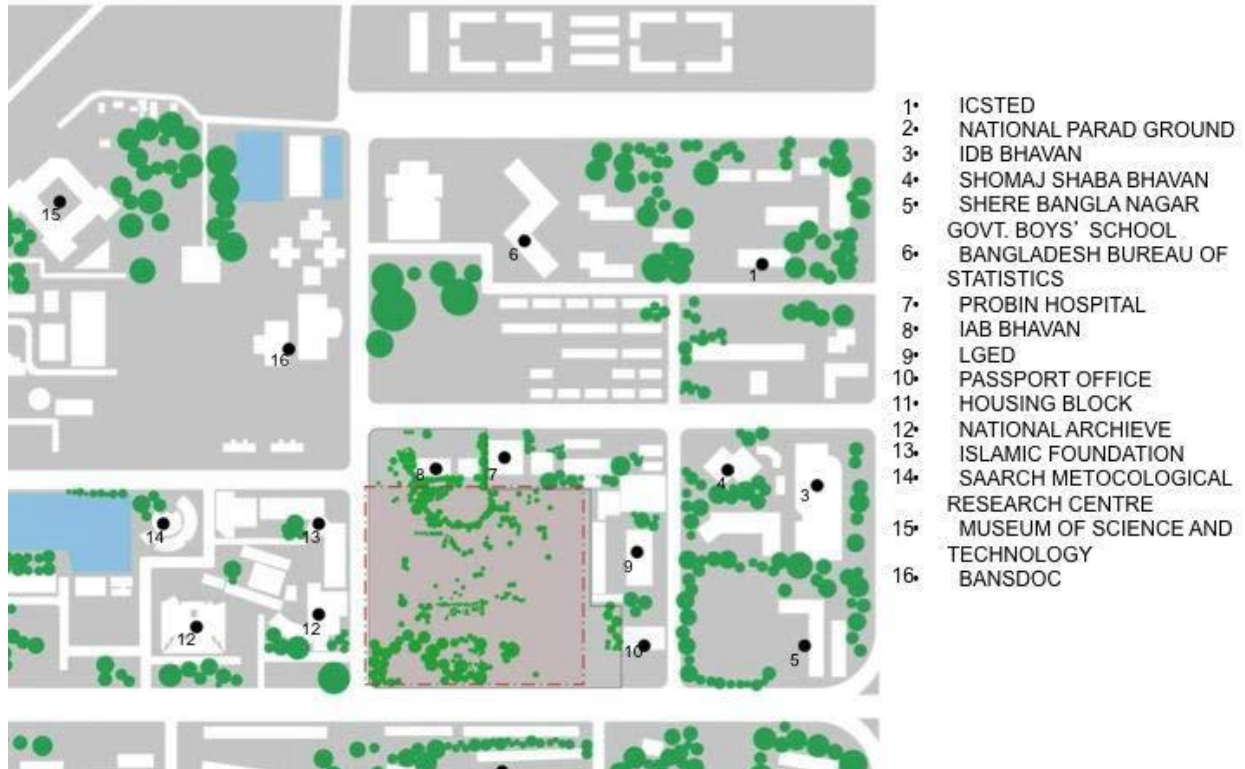 15
6
1
16
8
7
4
3
14
13
9
12
12
10
5
1• ICSTED
2• NATIONAL PARAD GROUND
3• IDB BHAVAN
4• SHOMAJ SHABA BHAVAN
5• SHERE BANGLA NAGAR
GOVT. BOYS' SCHOOL
6• BANGLADESH BUREAU OF
STATISTICS
7• PROBIN HOSPITAL
8• IAB BHAVAN
9• LGED
10• PASSPORT OFFICE
11• HOUSING BLOCK
12• NATIONAL ARCHIEVE
13• ISLAMIC FOUNDATION
14• SAARCH METOCOLOGICAL
RESEARCH CENTRE
15• MUSEUM OF SCIENCE AND
TECHNOLOGY
16• BANSDOC